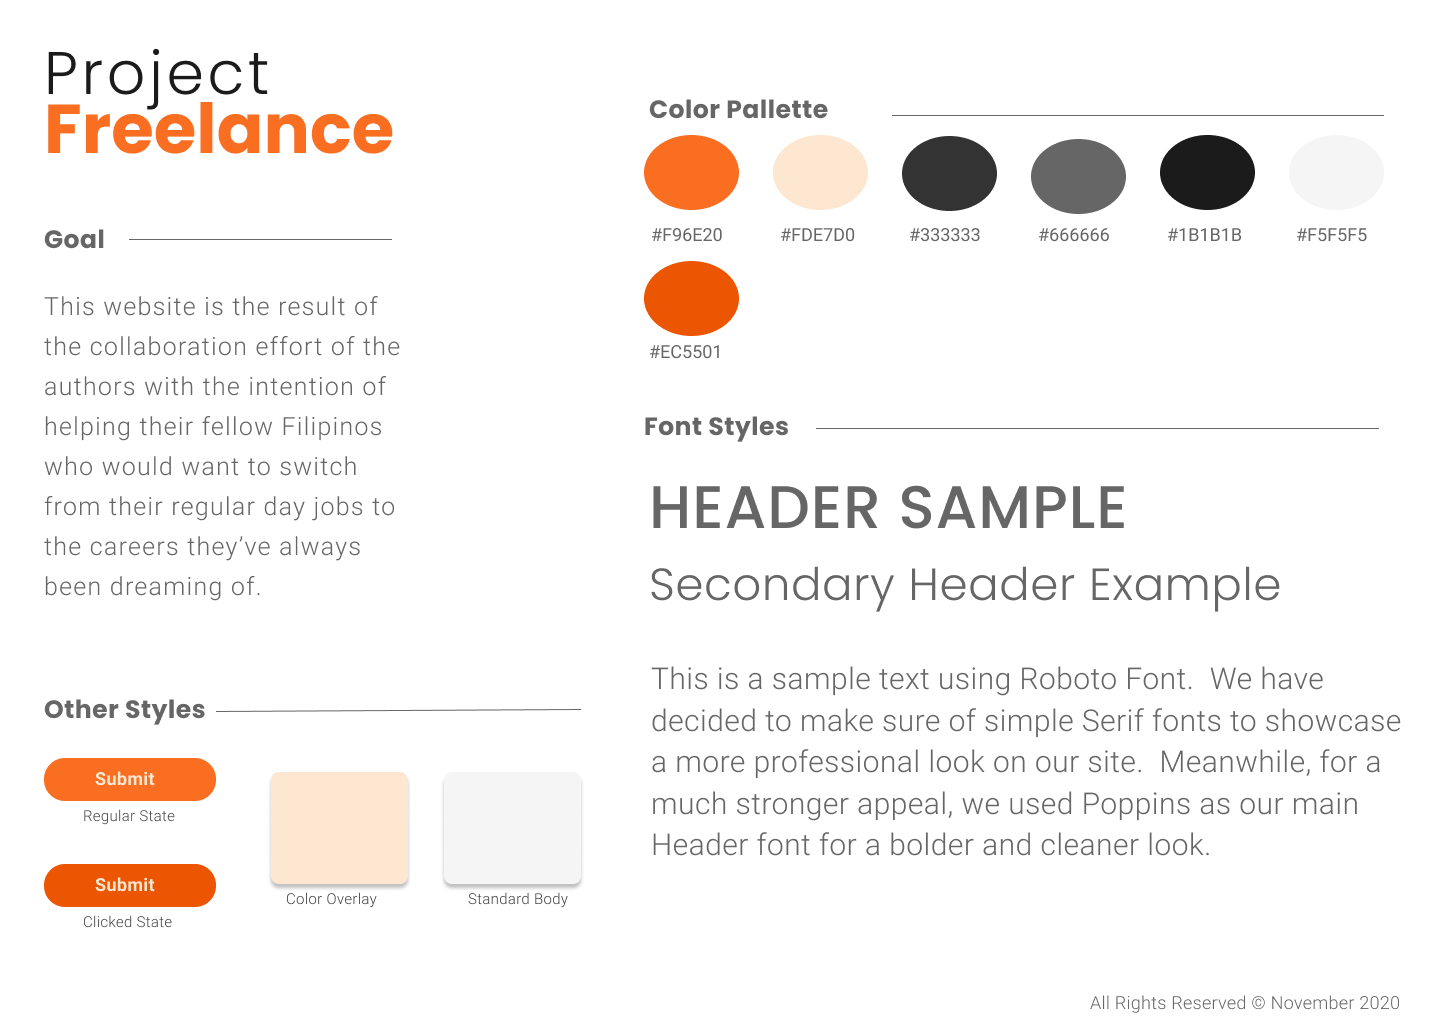 Project
Freelance
Goal
This website is the result of
the collaboration effort of the
authors with the intention of
helping their fellow Filipinos
who would want to switch
from their regular day jobs to
the careers they’ve always
been dreaming of.
Other Styles
Submit
Regular State
Submit
Clicked State
Color Overlay
Standard Body
Color Pallette
#F96E20
#FDE7D0
#333333
#666666
#1B1B1B
#F5F5F5
#EC5501
Font Styles
HEADER SAMPLE
Secondary Header Example
This is a sample text using Roboto Font.  We have
decided to make sure of simple Serif fonts to showcase
a more professional look on our site.  Meanwhile, for a
much stronger appeal, we used Poppins as our main
Header font for a bolder and cleaner look.
All Rights Reserved © November 2020